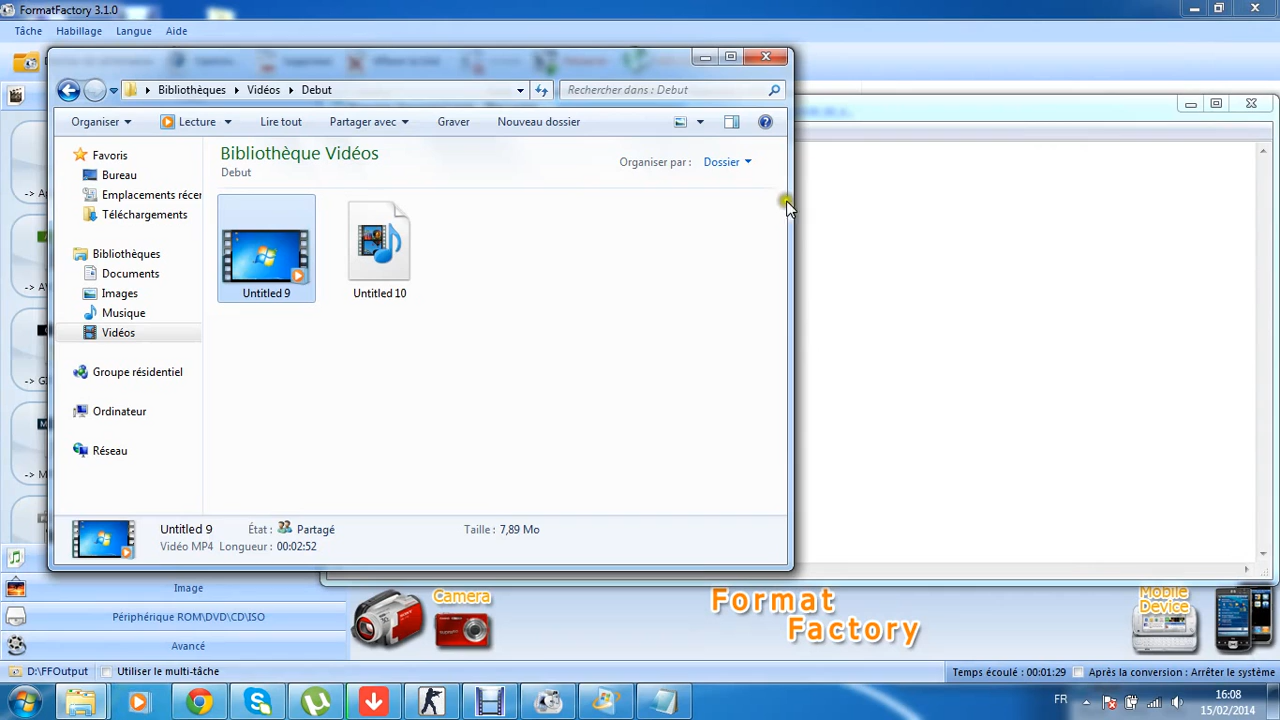 FormatFactory 3.1.0
Tâche Habillage Langue Aide
Bibliothèques Vidéos Debut
Rechercher dans : Debut
Organiser Lecture Lire tout Partager avec Graver Nouveau dossier
Bibliothèque Vidéos
Debut
Organiser par : Dossier
Favoris
Bureau
Emplacements récer
Téléchargements
Bibliothèques
Documents
Images
Musique
Vidéos
Groupe résidentiel
Ordinateur
Réseau
Untitled 9
Untitled 10
Untitled 9 État : Partagé Taille : 7,89 Mo
Vidéo MP4 Longueur : 00:02:52
Image
Périphérique ROM\DVD\CD\ISO
Avancé
Camera
Format
Factory
Mobile
Device
D:\FFOutput Utiliser le multi-tâche Temps écoulé : 00:01:29 Après la conversion : Arrêter le système
FR
16:08
15/02/2014